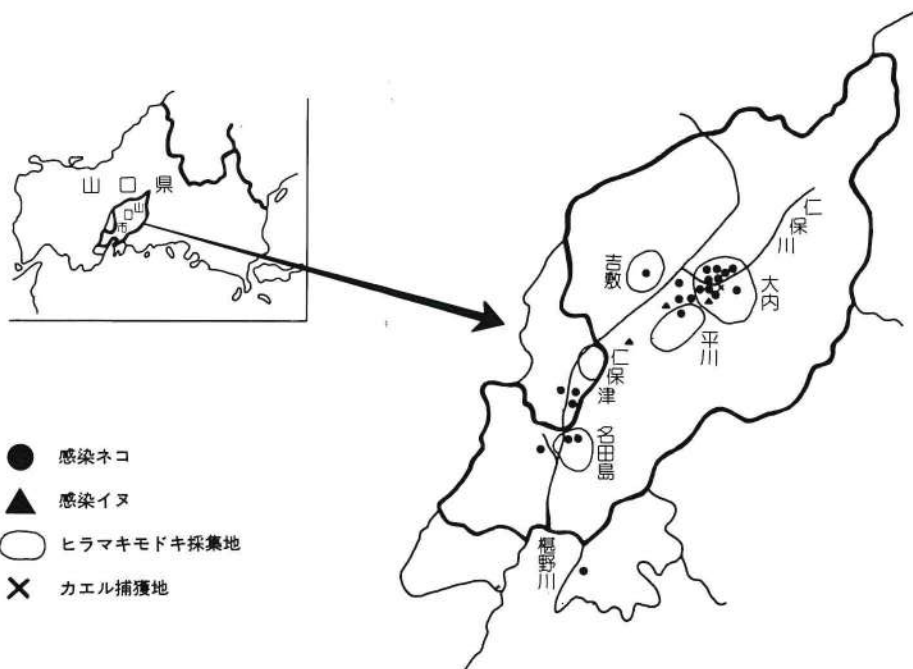 山口県
山口市
吉敷
仁保川
大内
平川
仁保津
名田島
椹野川
感染ネコ
感染イヌ
ヒラマキモドキ採集地
カエル捕獲地